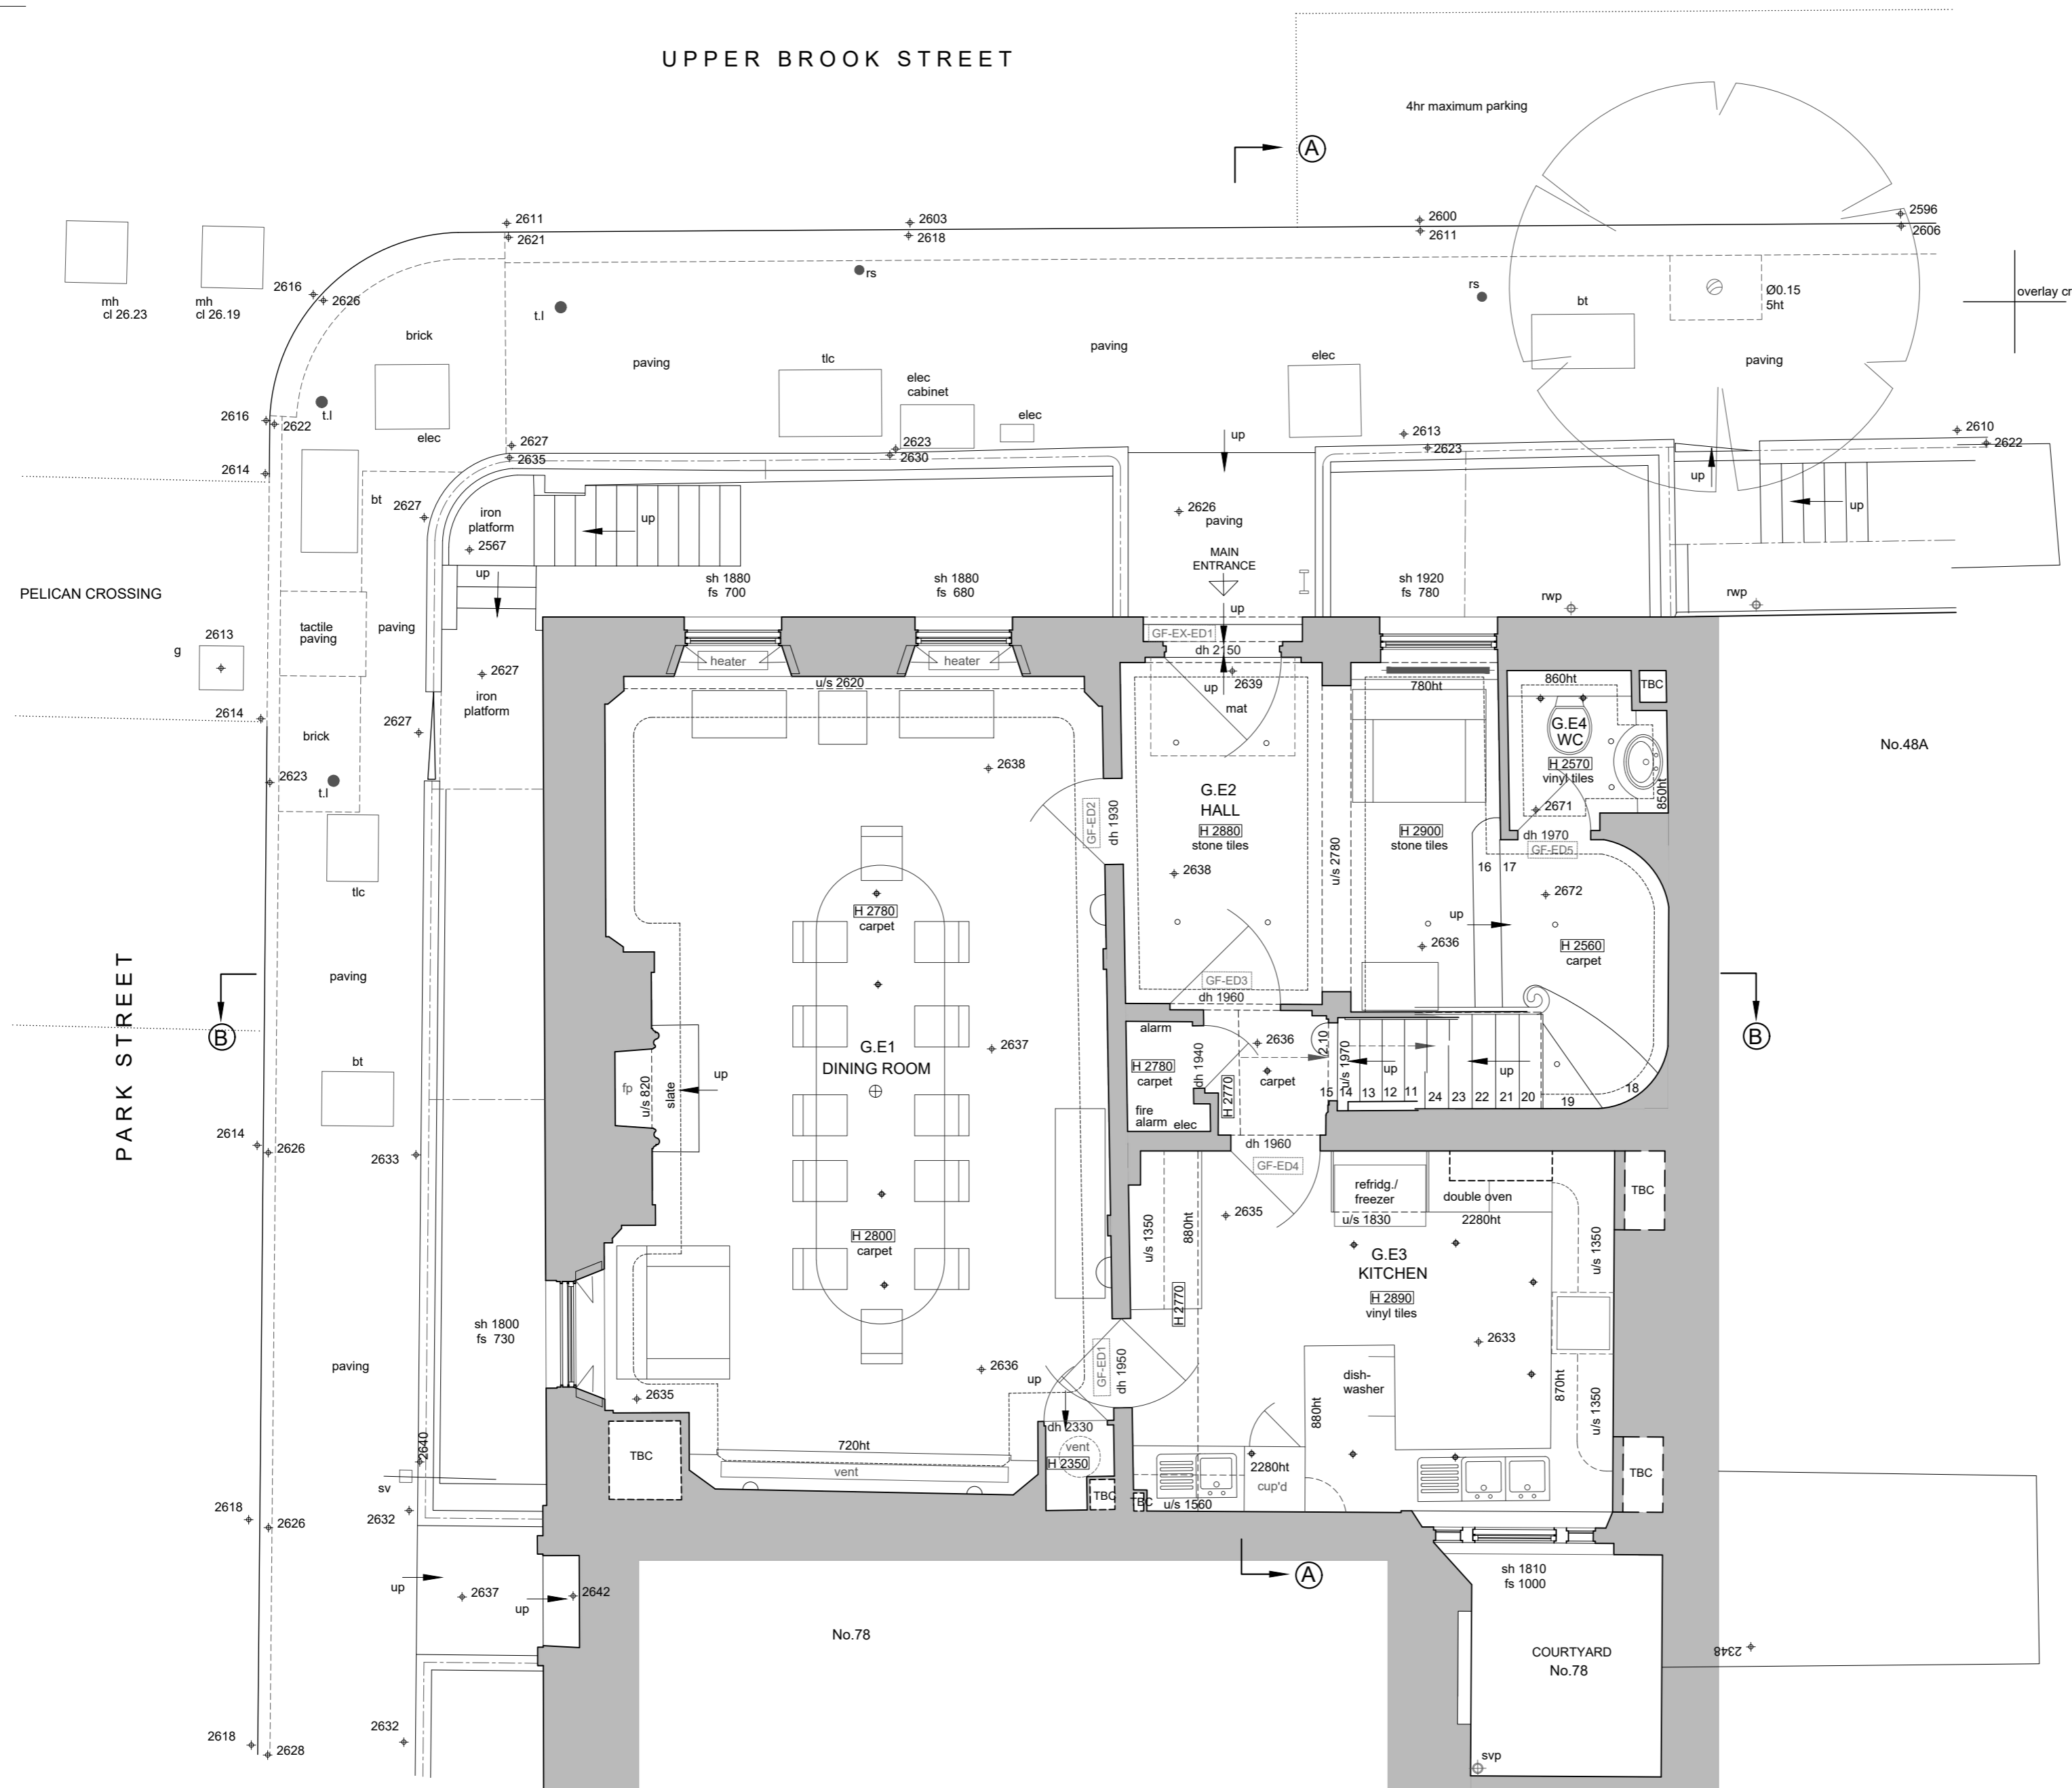 UPPER BROOK STREET
4hr maximum parking
A
2611
2621
2603
2618
2600
2611
2596
2606
mh
cl 26.23
mh
cl 26.19
2616
2626
rs
rs
t.l
bt
Ø0.15
5ht
overlay cr
brick
paving
paving
paving
tlc
elec
cabinet
elec
elec
2616
2622
t.l
elec
2627
2635
2623
2630
up
2613
2623
2610
2622
2614
bt
2627
iron
platform
2567
up
2626
paving
up
up
PELICAN CROSSING
up
sh 1880
fs 700
sh 1880
fs 680
MAIN
ENTRANCE
sh 1920
fs 780
rwp
rwp
up
tactile
paving
paving
2613
g
GF-EX-ED1
dh 2150
heater
heater
2627
iron
platform
u/s 2620
up
2639
mat
780ht
860ht
TBC
2614
2627
brick
G.E4
WC
H 2570
vinyl tiles
No.48A
2638
2623
t.l
G.E2
HALL
H 2880
stone tiles
850ht
2671
GF-ED2
dh 1930
H 2900
stone tiles
dh 1970
GF-ED5
u/s 2780
16
17
tlc
2638
2672
H 2780
carpet
up
2636
H 2560
carpet
paving
GF-ED3
dh 1960
PARK STREET
B
B
alarm
2636
2.10
G.E1
DINING ROOM
2637
dh 1940
H 2780
carpet
carpet
u/s 1970
bt
up
up
up
fp
u/s 820
slate
H 2770
15
14
13
12
11
24
23
22
21
20
19
18
fire
alarm
elec
2614
2626
2633
dh 1960
GF-ED4
refridg./
freezer
double oven
TBC
u/s 1830
2280ht
u/s 1350
880ht
2635
H 2800
carpet
G.E3
KITCHEN
H 2890
vinyl tiles
u/s 1350
H 2770
sh 1800
fs 730
2633
paving
GF-ED1
dh 1950
2636
up
2635
dish-
washer
870ht
u/s 1350
880ht
2640
TBC
720ht
vent
dh 2330
vent
H 2350
2280ht
cup'd
TBC
sv
TBC
TBC
u/s 1560
2618
2626
2632
sh 1810
fs 1000
A
up
2637
up
2642
No.78
COURTYARD
No.78
2348
2618
2628
2632
svp